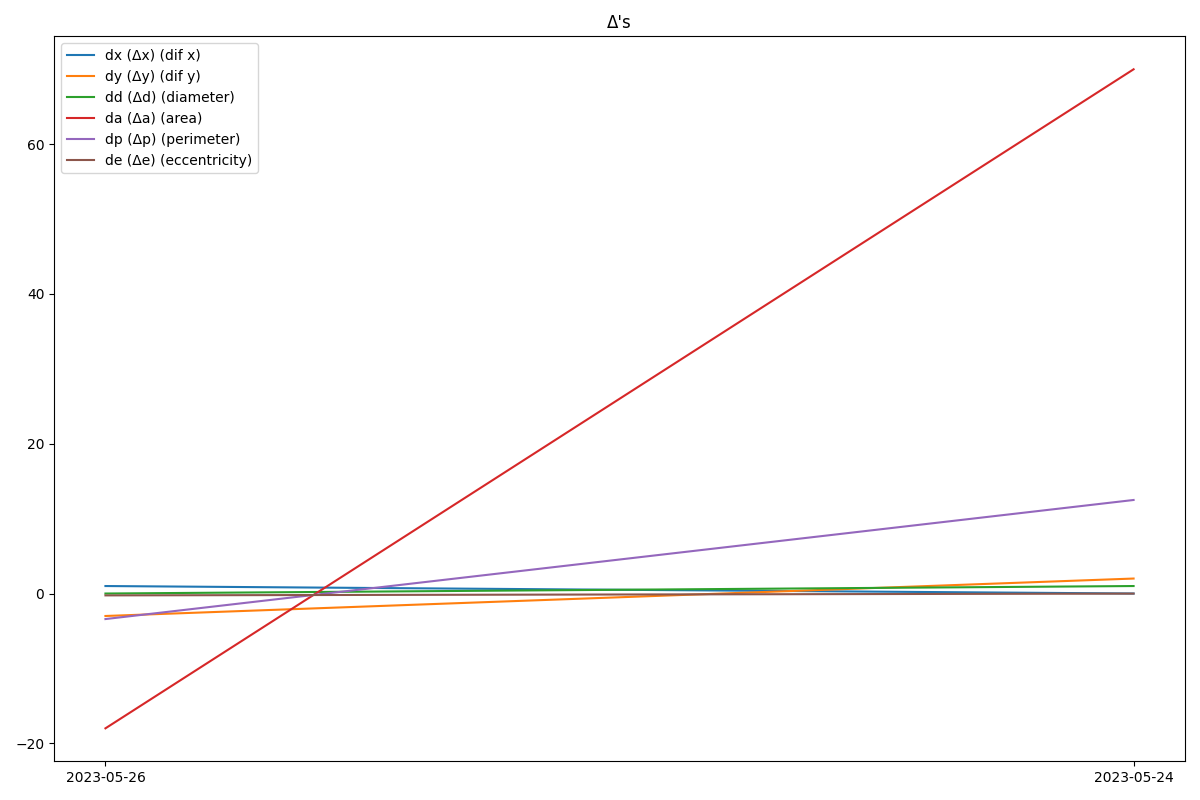 Δ's
dx (Δx) (dif x)
dy (Δy) (dif y)
dd (Δd) (diameter)
da (Δa) (area)
dp (Δp) (perimeter)
de (Δe) (eccentricity)
60
40
20
0
−20
2023-05-26
2023-05-24